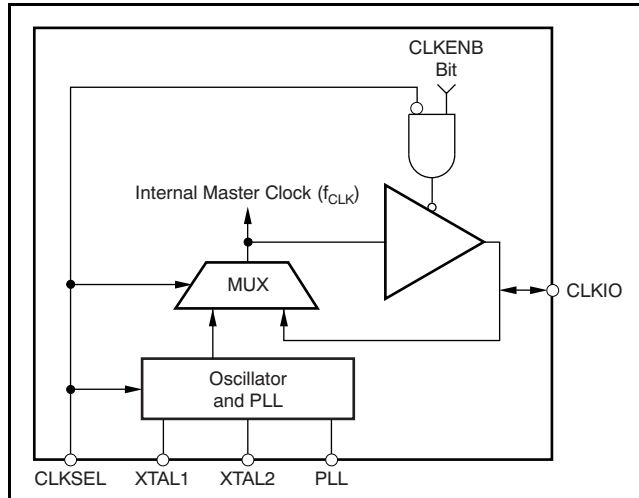 CLKENB
Bit
Internal Master Clock (fCLK)
MUX
CLKIO
Oscillator
and PLL
CLKSEL XTAL1 XTAL2 PLL